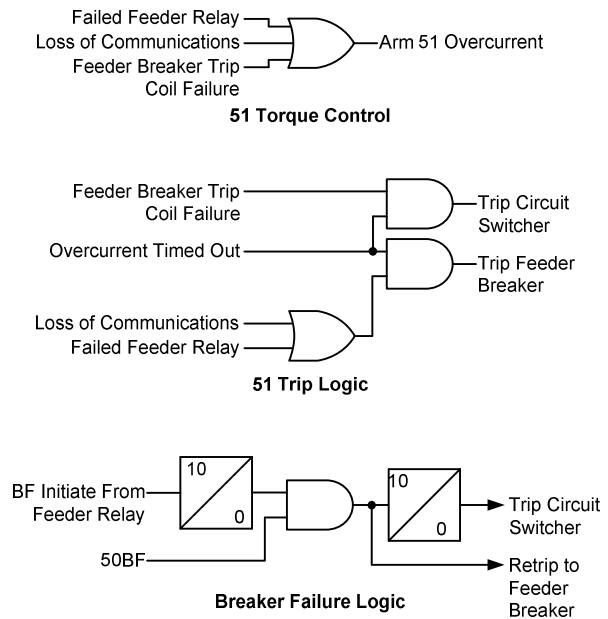 Failed Feeder Relay
Loss of Communications
Feeder Breaker Trip
Coil Failure
Arm 51 Overcurrent
51 Torque Control
Feeder Breaker Trip
Coil Failure
Overcurrent Timed Out
Loss of Communications
Failed Feeder Relay
Trip Circuit
Switcher
Trip Feeder
Breaker
51 Trip Logic
BF Initiate From
Feeder Relay
50BF
10
0
10
0
Trip Circuit
Switcher
Retrip to
Feeder
Breaker
Breaker Failure Logic